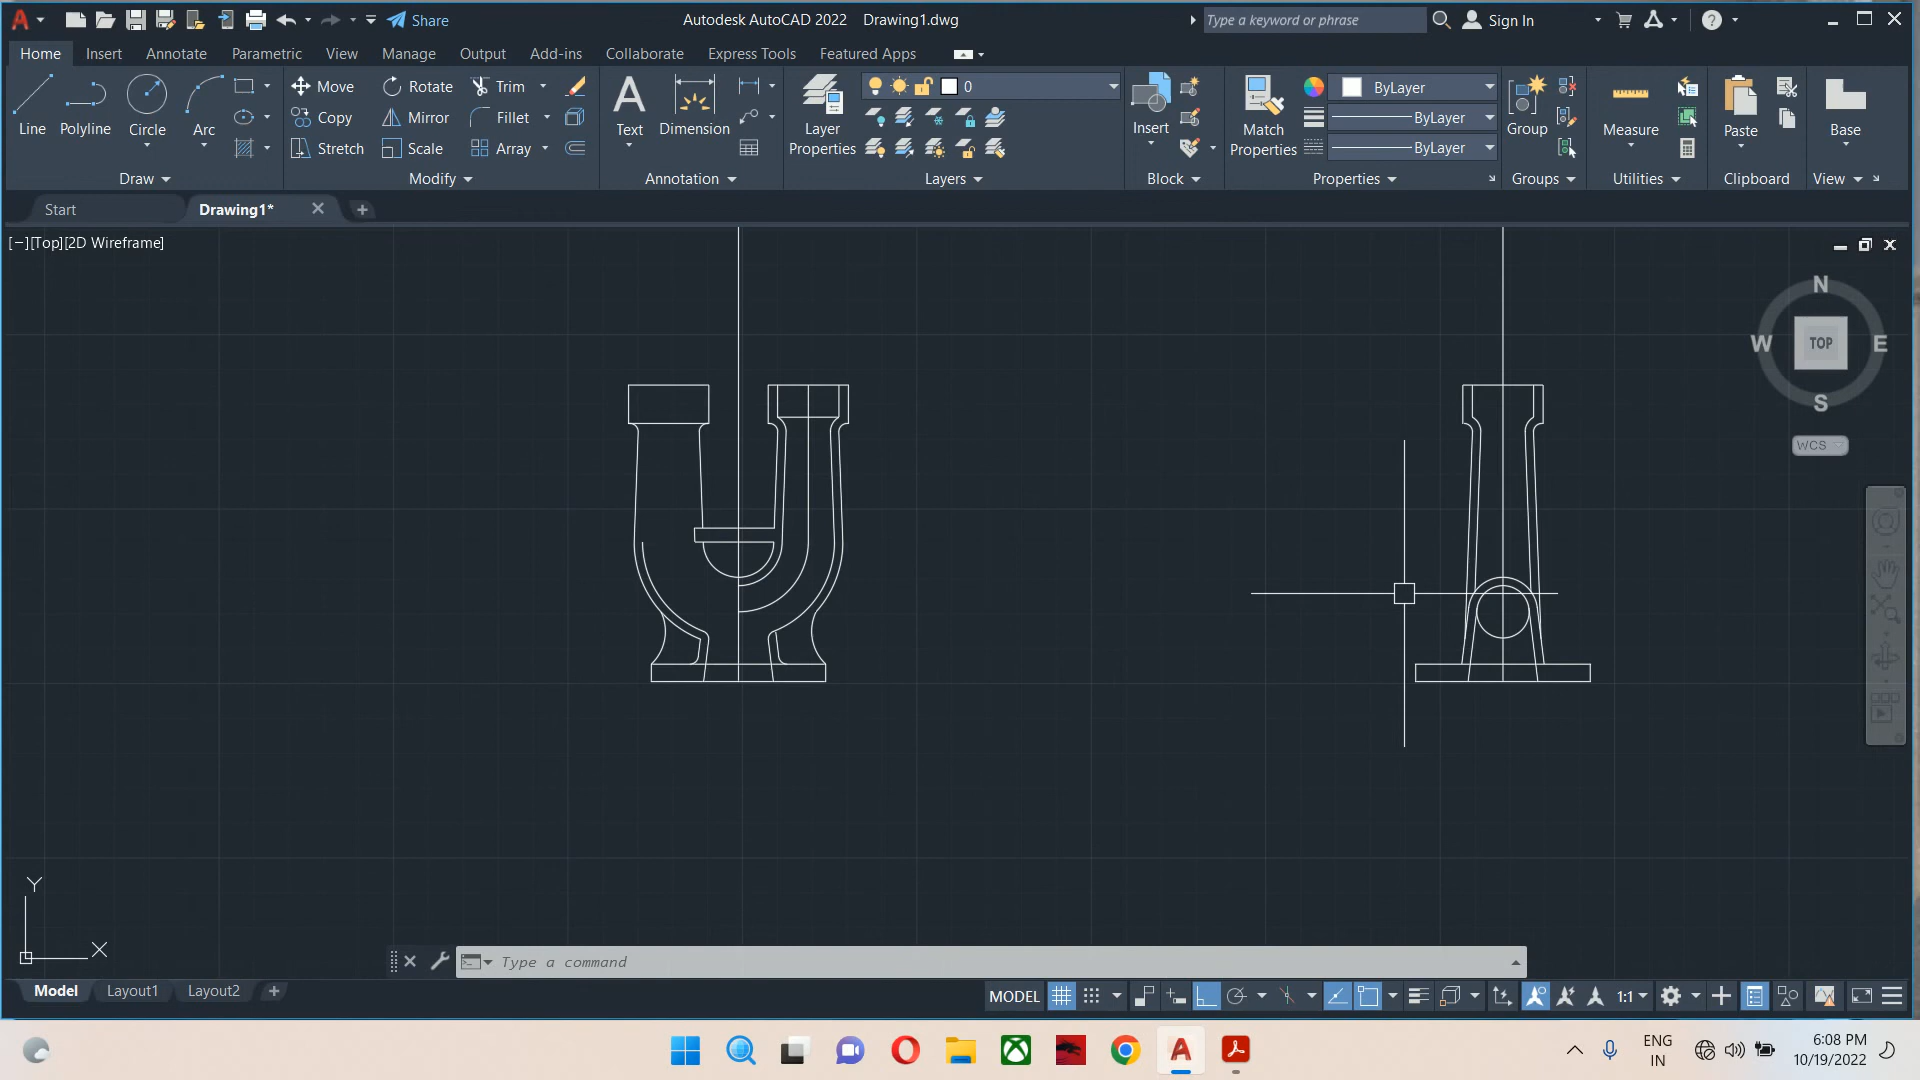 Share
Autodesk AutoCAD 2022 Drawing1.dwg
Type a keyword or phrase
Sign In
Home Insert Annotate Parametric View Manage Output Add-ins Collaborate Express Tools Featured Apps
Line
Polyline
Circle
Arc
Draw
Move Rotate Trim
Copy Mirror Fillet
Stretch Scale Array
Modify
Text
Dimension
Annotation
Layer
Properties
0
Layers
Insert
Block
Match
Properties
ByLayer
ByLayer
ByLayer
Properties
Group
Groups
Measure
Utilities
Paste
Clipboard
Base
View
Start
Drawing1*
[−][Top][2D Wireframe]
N
W TOP E
S
WCS
Y
X
Type a command
Model Layout1 Layout2
MODEL
1:1
ENG
IN
6:08 PM
10/19/2022